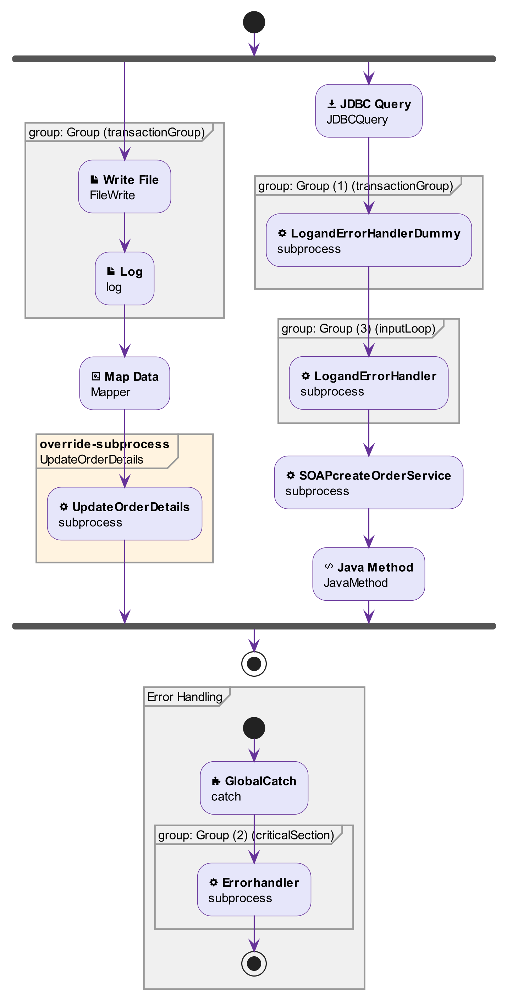 group: Group (transactionGroup)
Write File
FileWrite
Log
log
Map Data
Mapper
override-subprocess
UpdateOrderDetails
UpdateOrderDetails
subprocess
JDBC Query
JDBCQuery
group: Group (1) (transactionGroup)
LogandErrorHandlerDummy
subprocess
group: Group (3) (inputLoop)
LogandErrorHandler
subprocess
SOAPcreateOrderService
subprocess
Java Method
JavaMethod
Error Handling
GlobalCatch
catch
group: Group (2) (criticalSection)
Errorhandler
subprocess